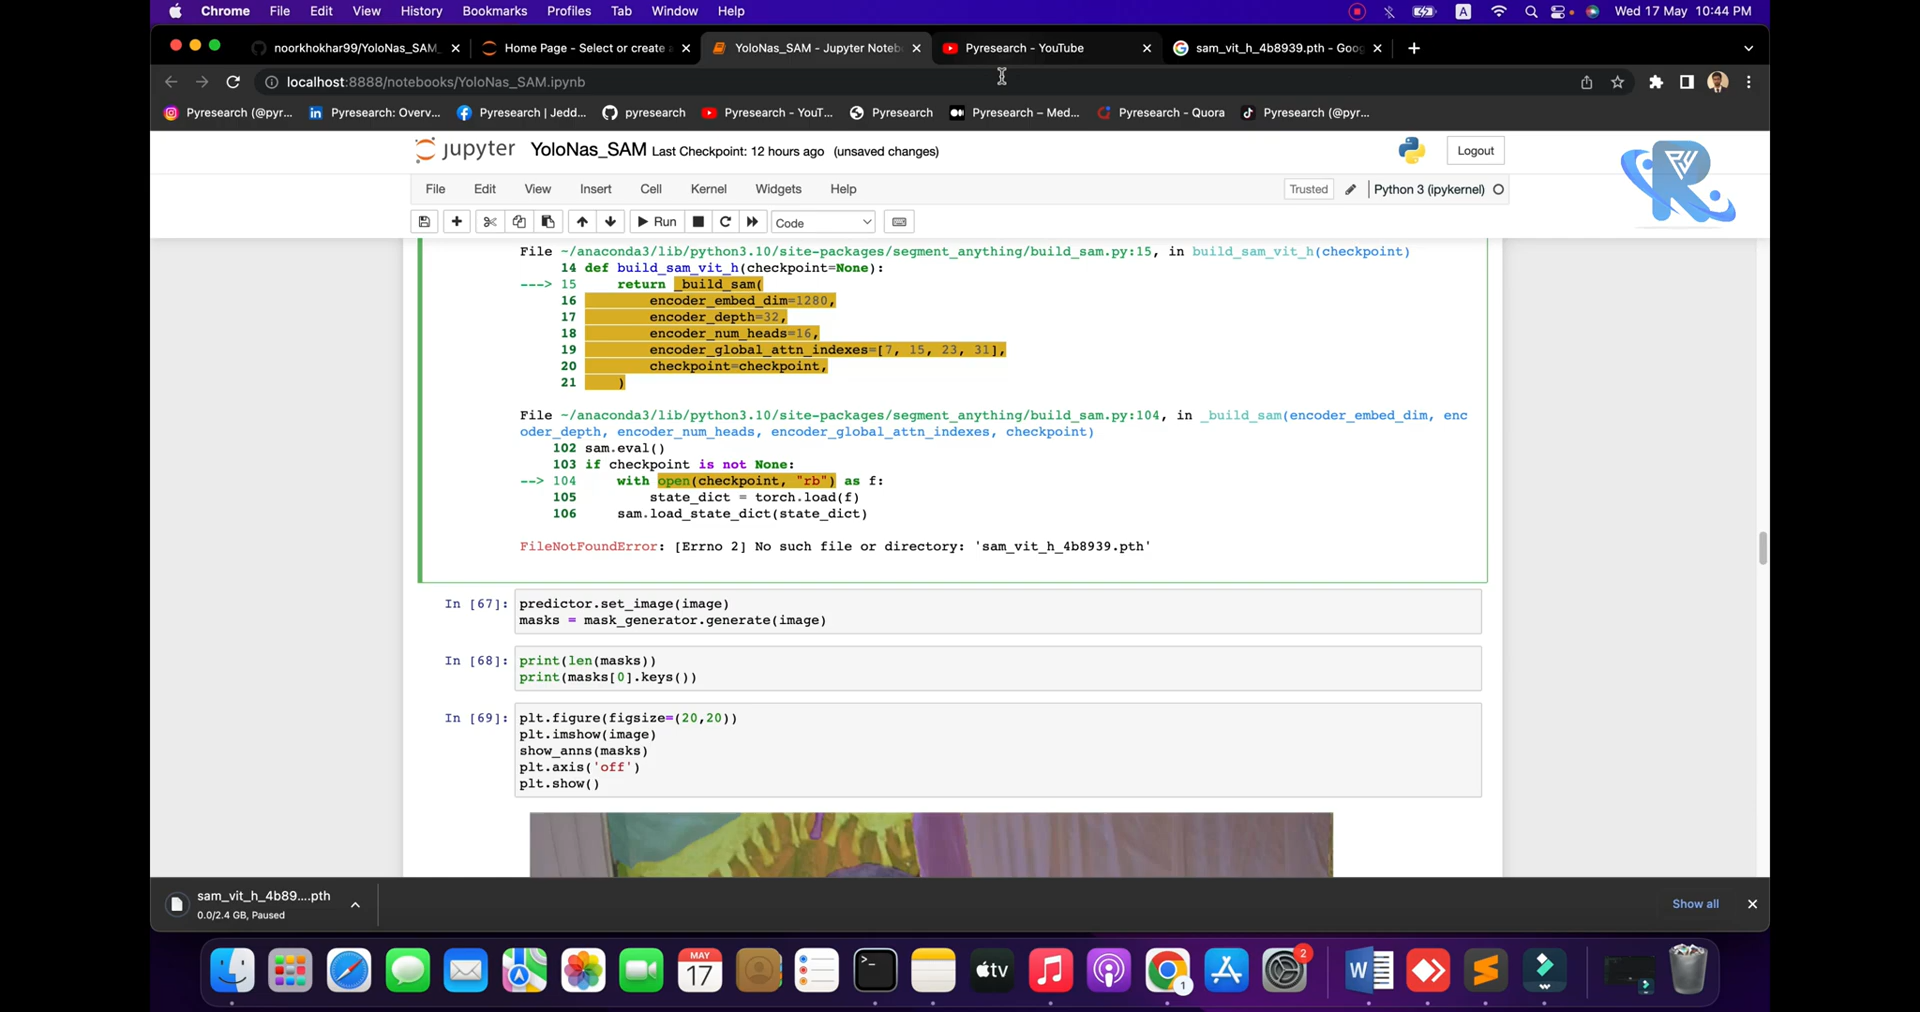 Chrome File Edit View History Bookmarks Profiles Tab Window Help
A Wed 17 May 10:44 PM
noorkhokhar99/YoloNas_SAM
Home Page - Select or create a
YoloNas_SAM - Jupyter Notebo
Pyresearch - YouTube
sam_vit_h_4b8939.pth - Goog
localhost:8888/notebooks/YoloNas_SAM.ipynb
Pyresearch (@pyr... Pyresearch: Overv... Pyresearch | Jedd... pyresearch Pyresearch - YouT... Pyresearch Pyresearch – Med... Pyresearch - Quora Pyresearch (@pyr...
jupyter YoloNas_SAM Last Checkpoint: 12 hours ago (unsaved changes)
Logout
File Edit View Insert Cell Kernel Widgets Help
Trusted Python 3 (ipykernel)
Run Code
File ~/anaconda3/lib/python3.10/site-packages/segment_anything/build_sam.py:15, in build_sam_vit_h(checkpoint)
14 def build_sam_vit_h(checkpoint=None):
---> 15 return _build_sam(
16 encoder_embed_dim=1280,
17 encoder_depth=32,
18 encoder_num_heads=16,
19 encoder_global_attn_indexes=[7, 15, 23, 31],
20 checkpoint=checkpoint,
21 )
File ~/anaconda3/lib/python3.10/site-packages/segment_anything/build_sam.py:104, in _build_sam(encoder_embed_dim, enc
oder_depth, encoder_num_heads, encoder_global_attn_indexes, checkpoint)
102 sam.eval()
103 if checkpoint is not None:
--> 104 with open(checkpoint, "rb") as f:
105 state_dict = torch.load(f)
106 sam.load_state_dict(state_dict)
FileNotFoundError: [Errno 2] No such file or directory: 'sam_vit_h_4b8939.pth'
In [67]: predictor.set_image(image)
masks = mask_generator.generate(image)
In [68]: print(len(masks))
print(masks[0].keys())
In [69]: plt.figure(figsize=(20,20))
plt.imshow(image)
show_anns(masks)
plt.axis('off')
plt.show()
sam_vit_h_4b89....pth
0.0/2.4 GB, Paused
Show all
MAY
17
tv
1
2
W